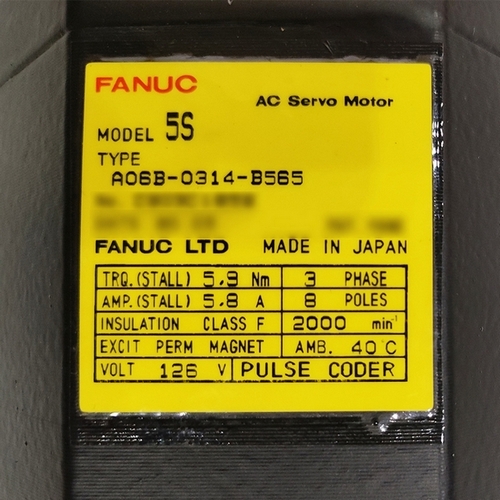 FANUC
AC Servo Motor
MODEL 5S
TYPE
A06B-0314-B565
FANUC LTD MADE IN JAPAN
TRQ.(STALL) 5.9 Nm 3 PHASE
AMP.(STALL) 5.8 A 8 POLES
INSULATION CLASS F 2000 min⁻¹
EXCIT PERM MAGNET AMB. 40°C
VOLT 126 V PULSE CODER